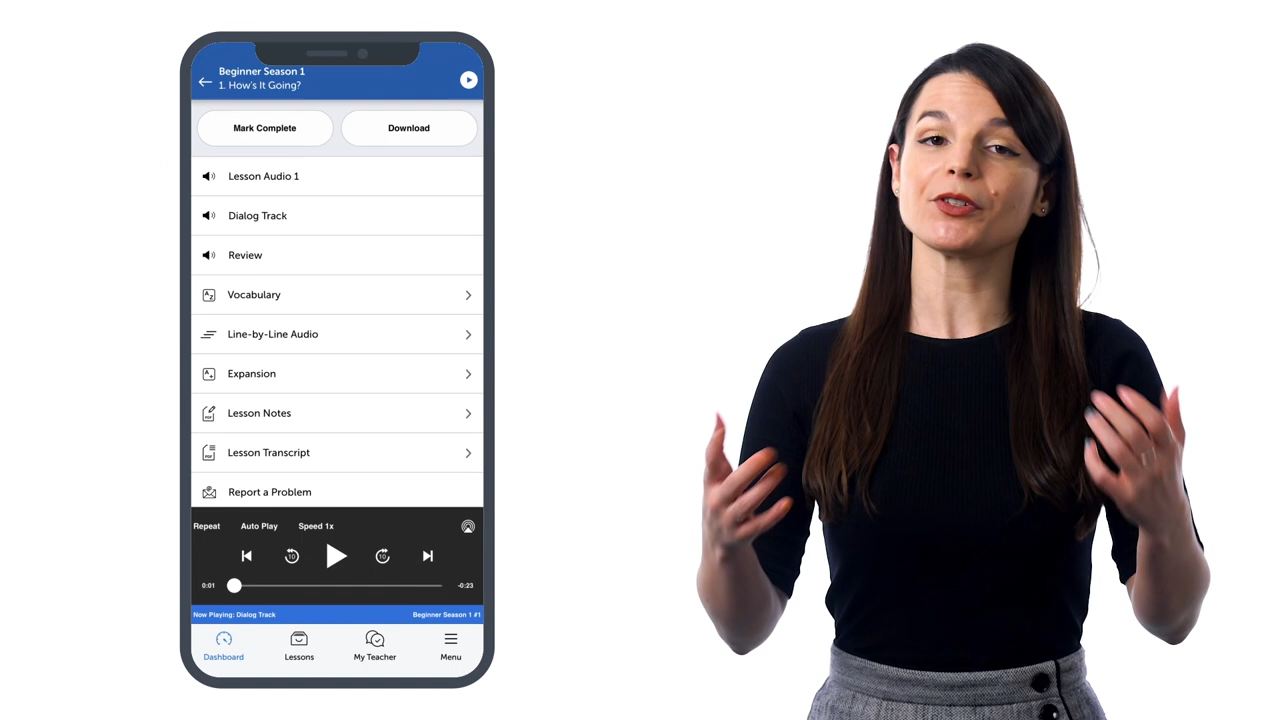 Beginner Season 1
1. How's It Going?
Mark Complete
Download
Lesson Audio 1
Dialog Track
Review
Vocabulary
Line-by-Line Audio
Expansion
Lesson Notes
Lesson Transcript
Report a Problem
Repeat Auto Play Speed 1x
10 10
0:01 -0:23
Now Playing: Dialog Track Beginner Season 1 #1
Dashboard Lessons My Teacher Menu